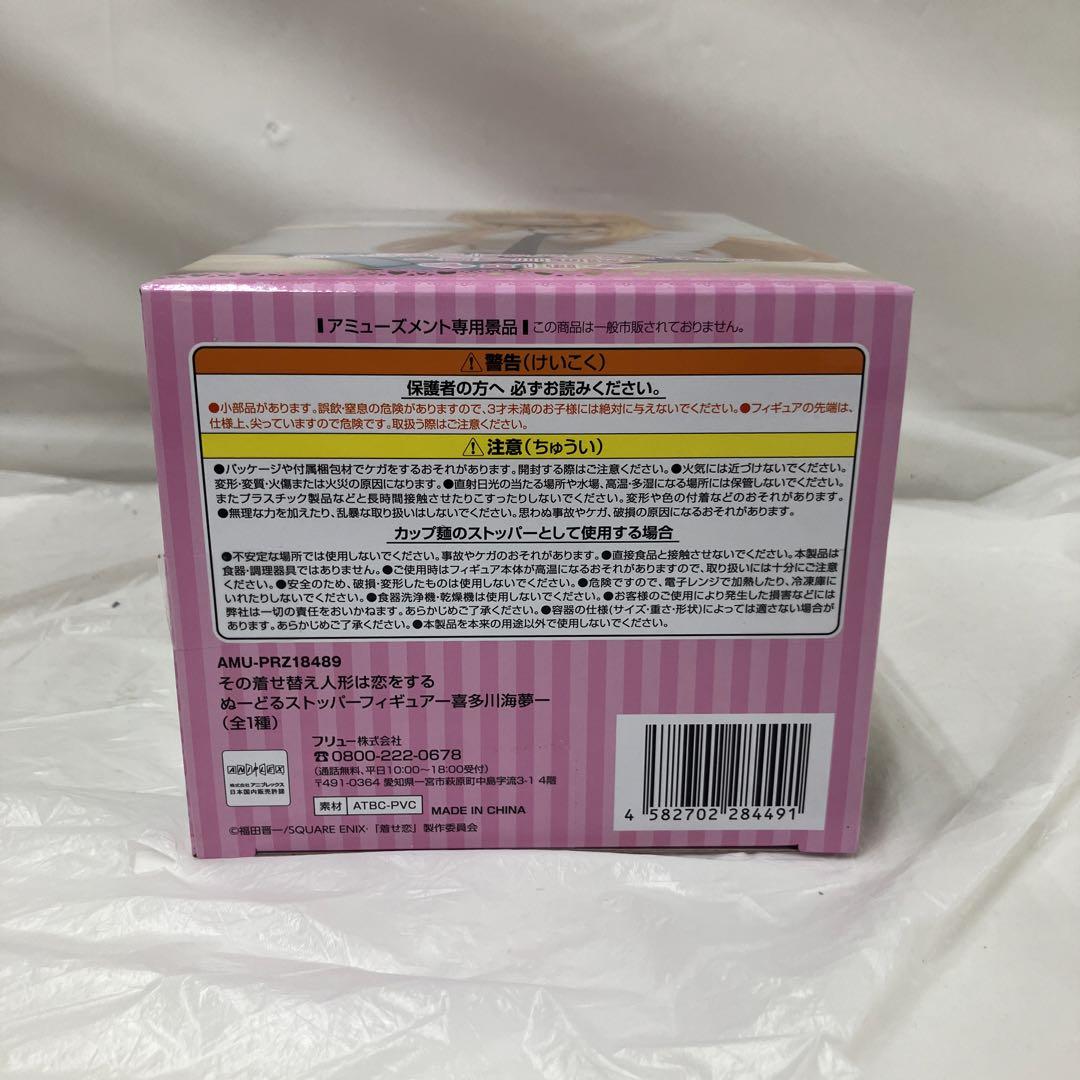 アミューズメント専用景品 この商品は一般市販されておりません。
⚠警告(けいこく)
保護者の方へ 必ずお読みください。
●小部品があります。誤飲・窒息の危険がありますので、3才未満のお子様には絶対に与えないでください。●フィギュアの先端は、
仕様上、尖っていますので危険です。取扱う際はご注意ください。
⚠注意(ちゅうい)
●パッケージや付属梱包材でケガをするおそれがあります。開封する際はご注意ください。●火気には近づけないでください。
変形・変質・火傷または火災の原因になります。●直射日光の当たる場所や水場、高温・多湿になる場所には保管しないでください。
またプラスチック製品などと長時間接触させたりこすったりしないでください。変形や色の付着などのおそれがあります。
●無理な力を加えたり、乱暴な取り扱いはしないでください。思わぬ事故やケガ、破損の原因になるおそれがあります。
カップ麺のストッパーとして使用する場合
●不安定な場所では使用しないでください。事故やケガのおそれがあります。●直接食品と接触させないでください。本製品は
食器・調理器具ではありません。●ご使用時はフィギュア本体が高温になるおそれがありますので、取り扱いには十分にご注意
ください。●安全のため、破損・変形したものは使用しないでください。●危険ですので、電子レンジで加熱したり、冷凍庫に
いれたりしないでください。●食器洗浄機・乾燥機は使用しないでください。●お客様のご使用により発生した損害などには
弊社は一切の責任をおいかねます。あらかじめご了承ください。●容器の仕様(サイズ・重さ・形状)によっては適さない場合が
あります。あらかじめご了承ください。●本製品を本来の用途以外で使用しないでください。
AMU-PRZ18489
その着せ替え人形は恋をする
ぬーどるストッパーフィギュアー喜多川海夢ー
(全1種)
フリュー株式会社
☎0800-222-0678
(通話無料、平日10:00〜18:00受付)
〒491-0364 愛知県一宮市萩原町中島字流3-1 4階
ANIPLEX
株式会社アニプレックス
日本国内販売許諾
素材 ATBC-PVC MADE IN CHINA
©福田晋一/SQUARE ENIX・「着せ恋」製作委員会
4 582702 284491